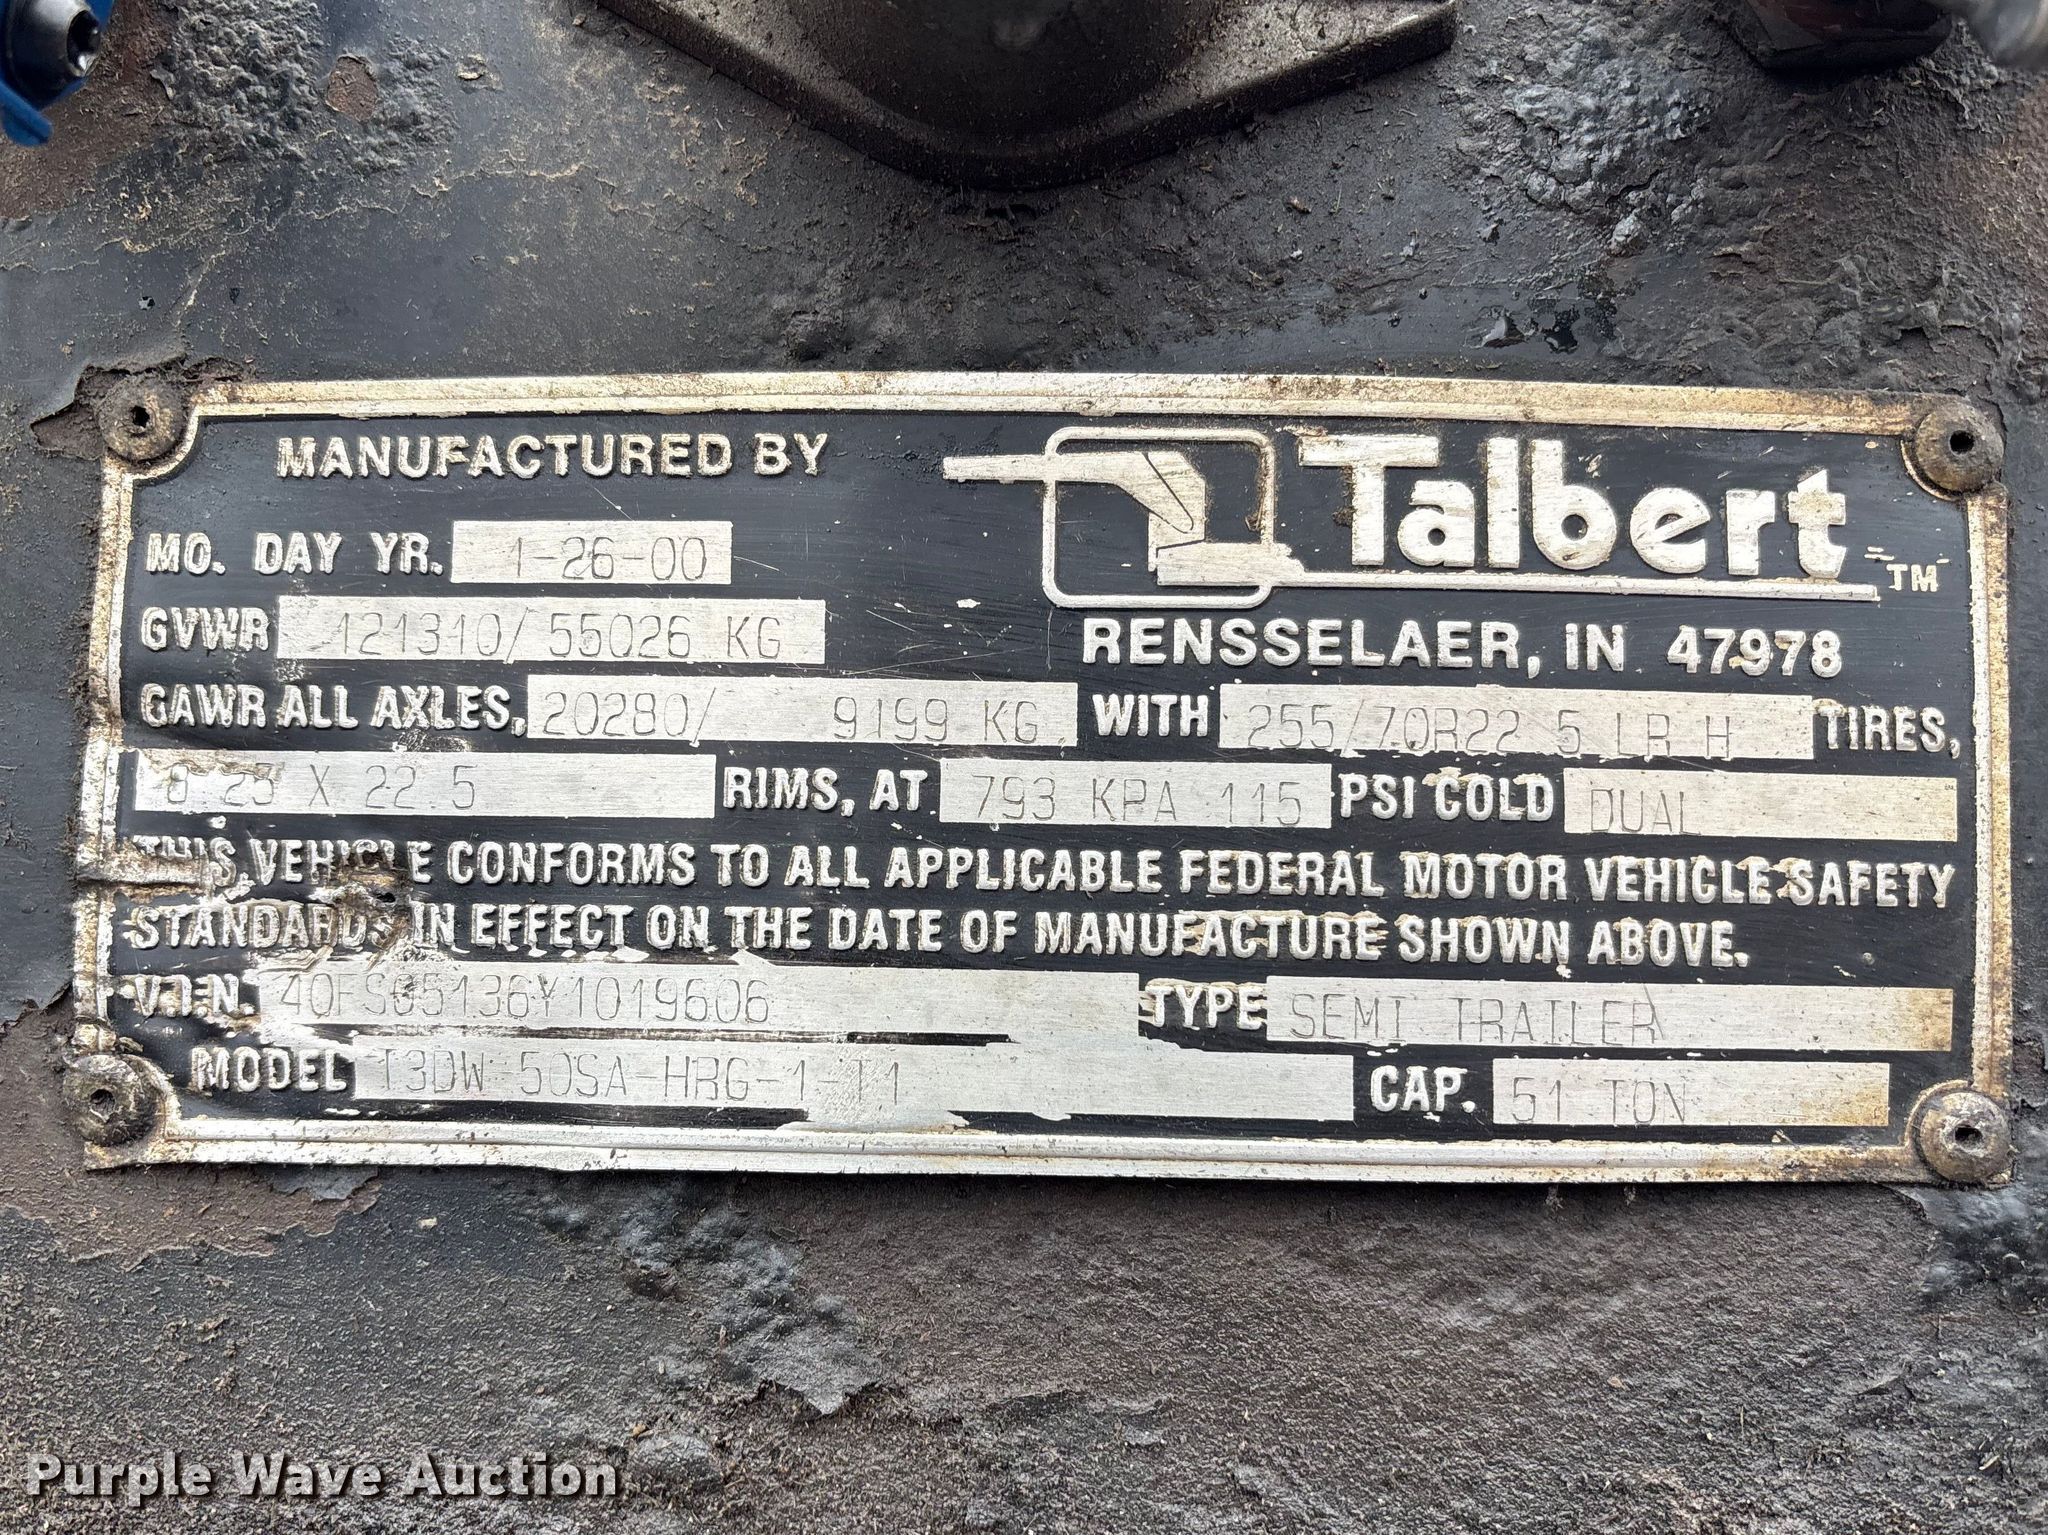 MANUFACTURED BY Talbert TM
MO. DAY YR. 1-26-00
RENSSELAER, IN 47978
GVWR 121310/ 55026 KG
GAWR ALL AXLES, 20280/ 9199 KG WITH 255/70R22 5 LR H TIRES,
8 25 X 22.5 RIMS, AT 793 KPA 115 PSI COLD DUAL
THIS VEHICLE CONFORMS TO ALL APPLICABLE FEDERAL MOTOR VEHICLE SAFETY
STANDARDS IN EFFECT ON THE DATE OF MANUFACTURE SHOWN ABOVE.
V.I.N. 40FS05136Y1019606 TYPE SEMI TRAILER
MODEL T3DW-50SA-HRG-1-T1 CAP. 51 TON
Purple Wave Auction